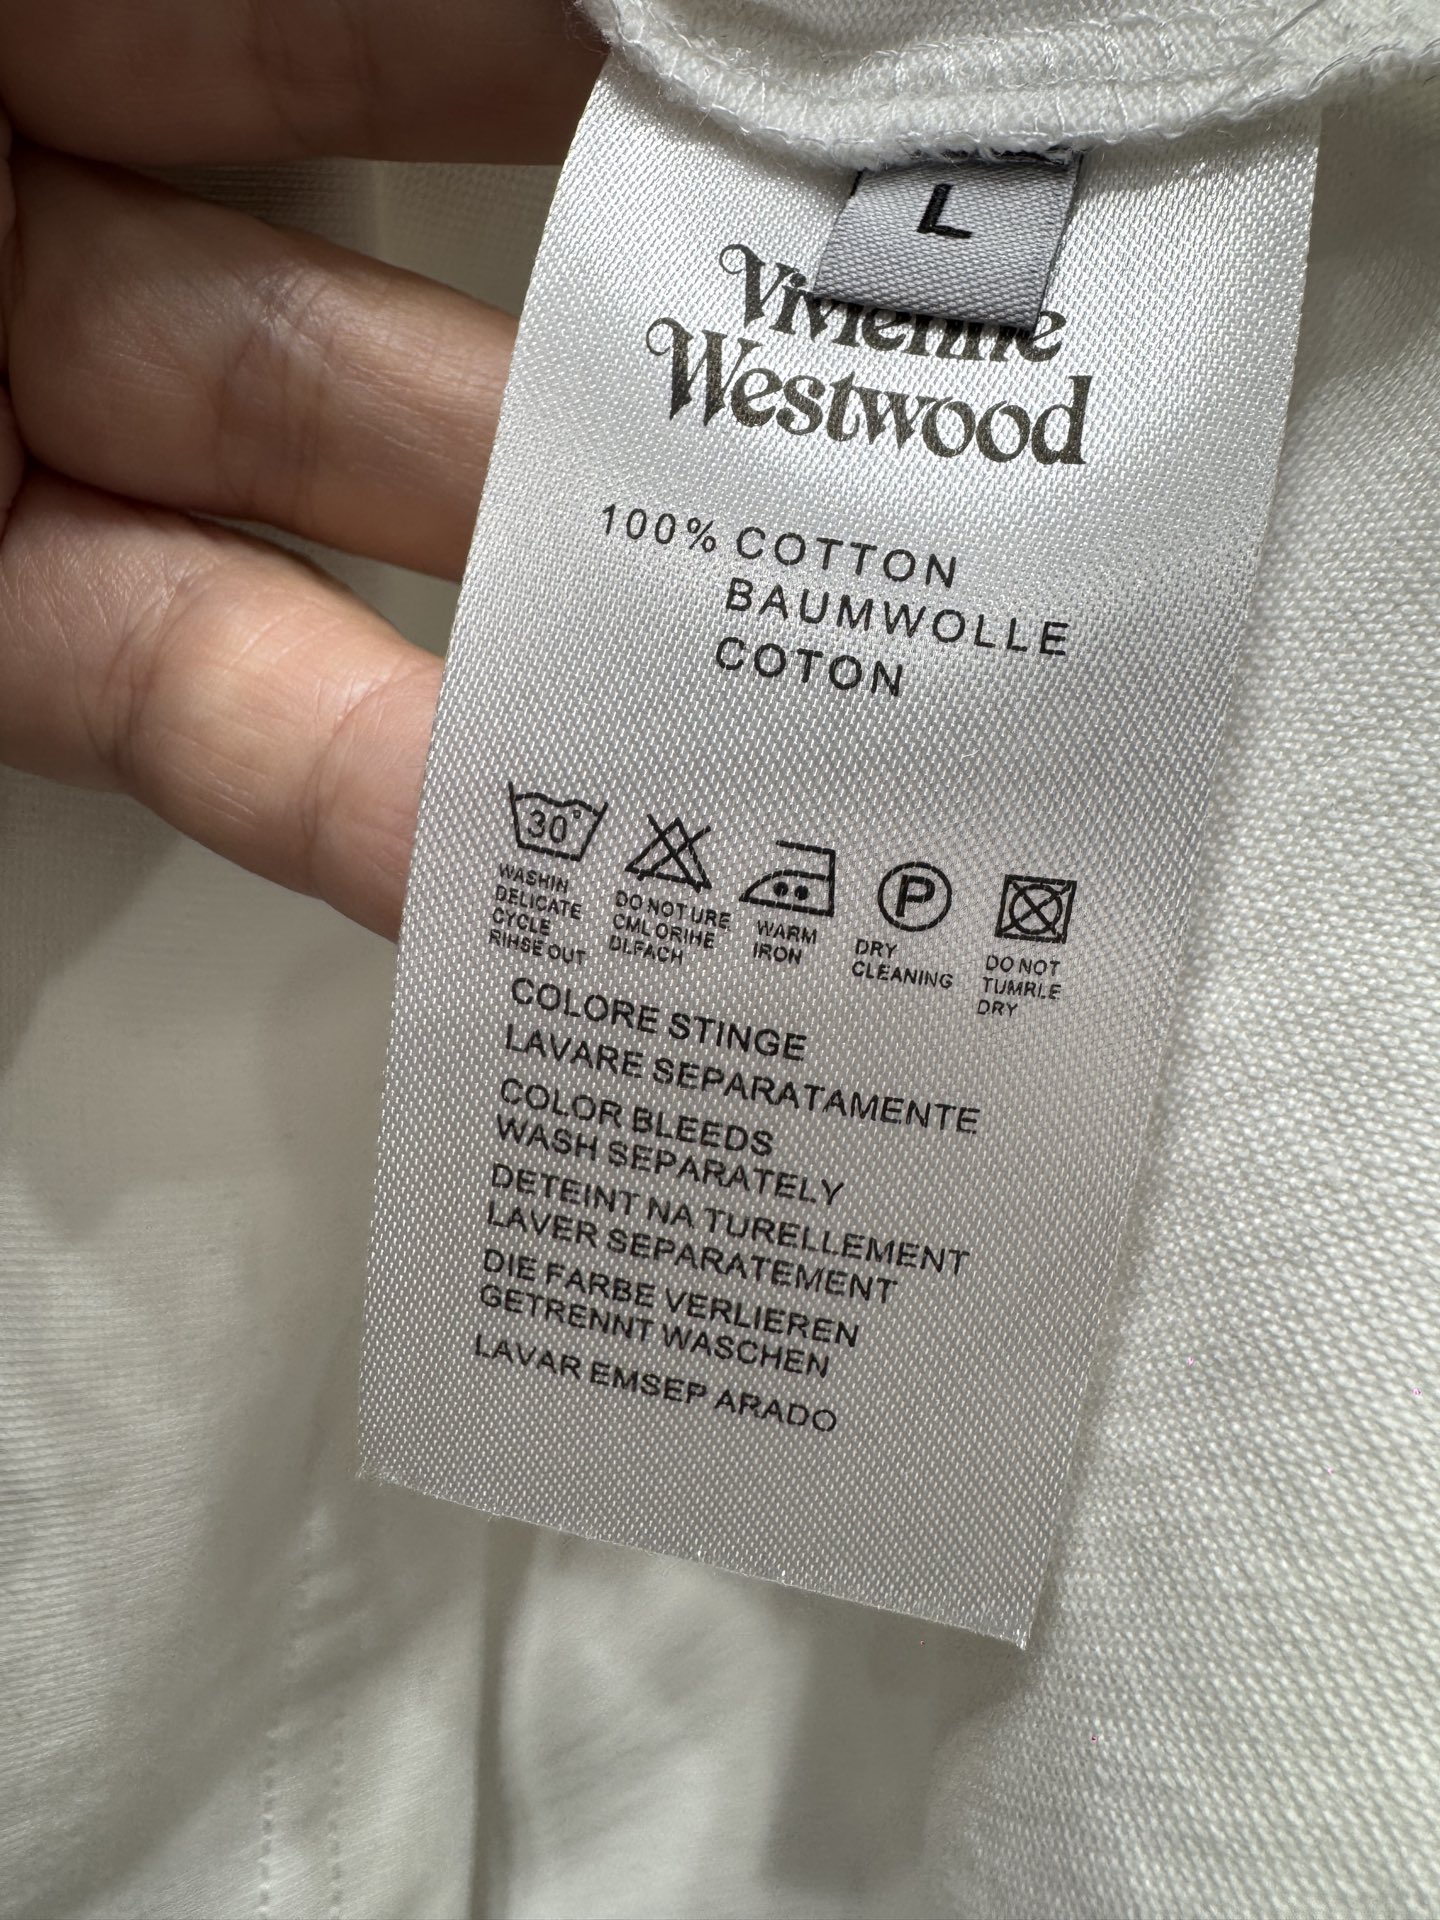 L
Vivienne
Westwood
100% COTTON
BAUMWOLLE
COTON
30°
WASHIN
DELICATE
CYCLE
RIHSE OUT
DO NOT URE
CML ORIHE
DLFACH
WARM
IRON
P
DRY
CLEANING
DO NOT
TUMRLE
DRY
COLORE STINGE
LAVARE SEPARATAMENTE
COLOR BLEEDS
WASH SEPARATELY
DETEINT NA TURELLEMENT
LAVER SEPARATEMENT
DIE FARBE VERLIEREN
GETRENNT WASCHEN
LAVAR EMSEP ARADO